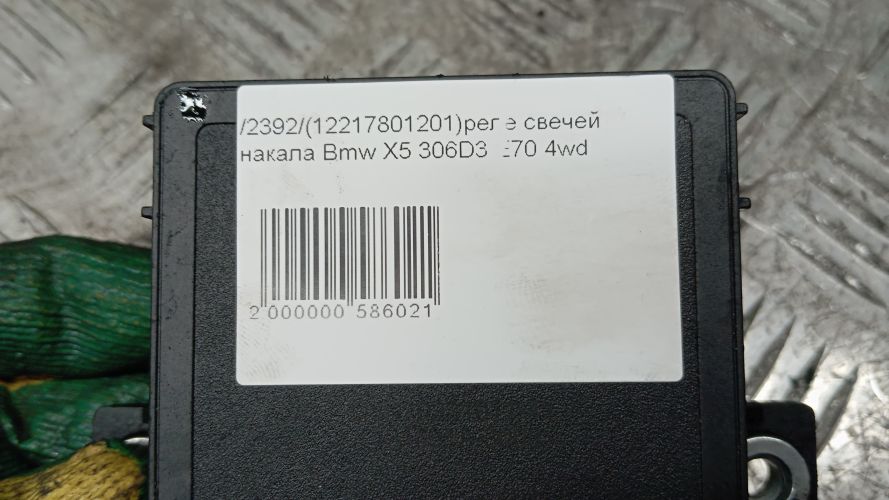 /2392/(12217801201)реле свечей
накала Bmw X5 306D3 E70 4wd
2 000000 586021